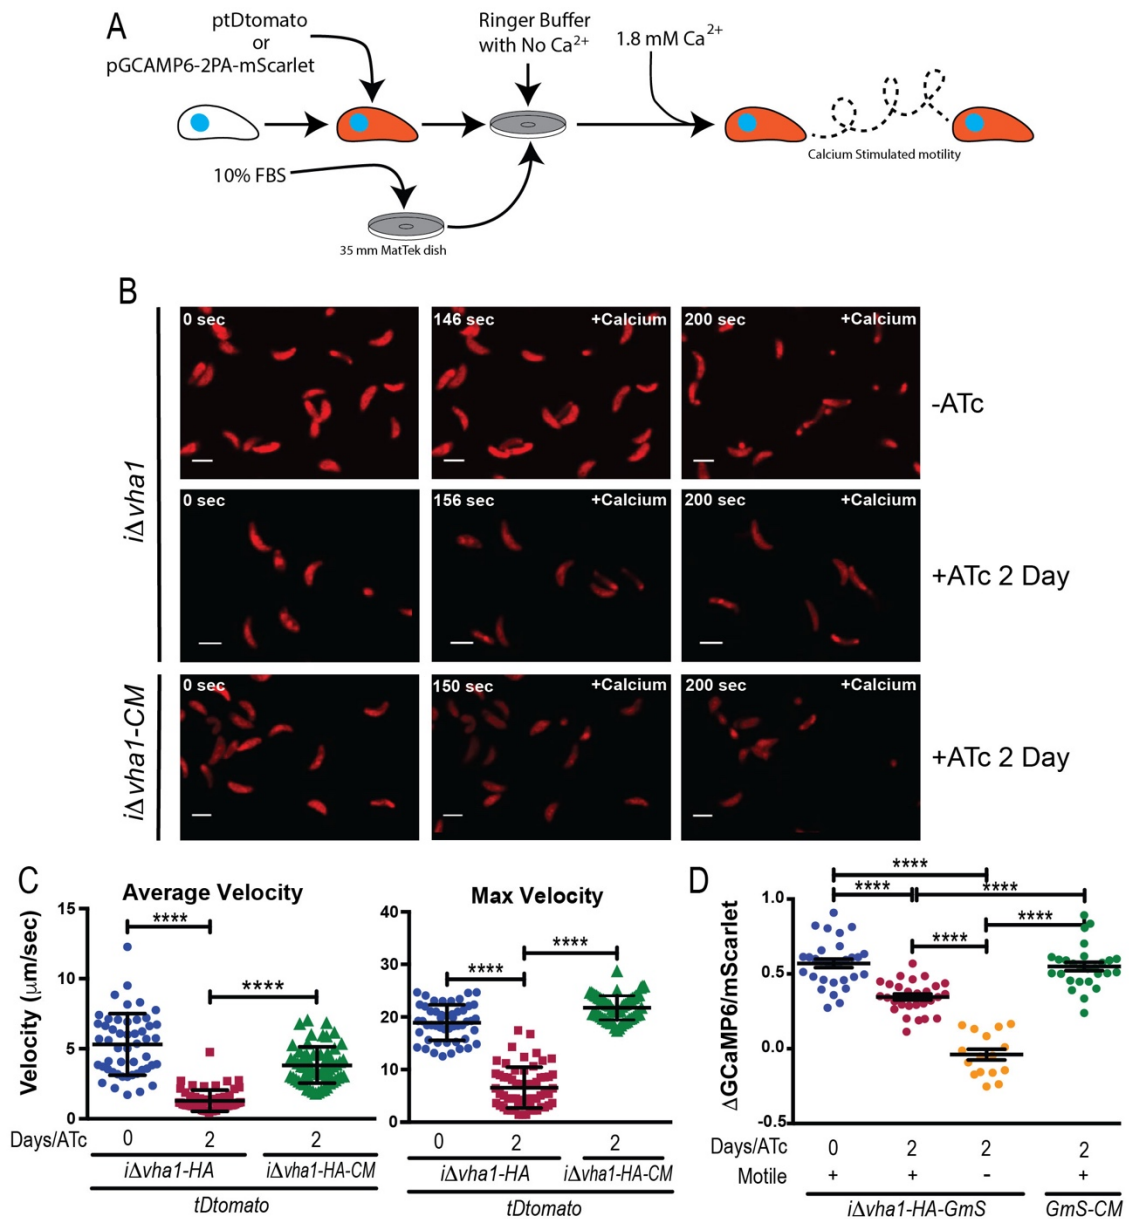 A
ptDtomato
or
pGCAMP6-2PA-mScarlet
Ringer Buffer
with No Ca²⁺
1.8 mM Ca²⁺
Calcium Stimulated motility
10% FBS
35 mm MatTek dish
B
iΔvha1
0 sec
146 sec +Calcium
200 sec +Calcium
-ATc
0 sec
156 sec +Calcium
200 sec +Calcium
+ATc 2 Day
iΔvha1-CM
0 sec
150 sec +Calcium
200 sec +Calcium
+ATc 2 Day
C
Average Velocity
Velocity (μm/sec)
15
10
5
0
****
****
Days/ATc 0 2 2
iΔvha1-HA iΔvha1-HA-CM
tDtomato
Max Velocity
40
30
20
10
0
****
****
0 2 2
iΔvha1-HA iΔvha1-HA-CM
tDtomato
D
ΔGCaMP6/mScarlet
1.0
0.5
0.0
-0.5
****
**** ****
****
****
Days/ATc 0 2 2 2
Motile + + - +
iΔvha1-HA-GmS GmS-CM